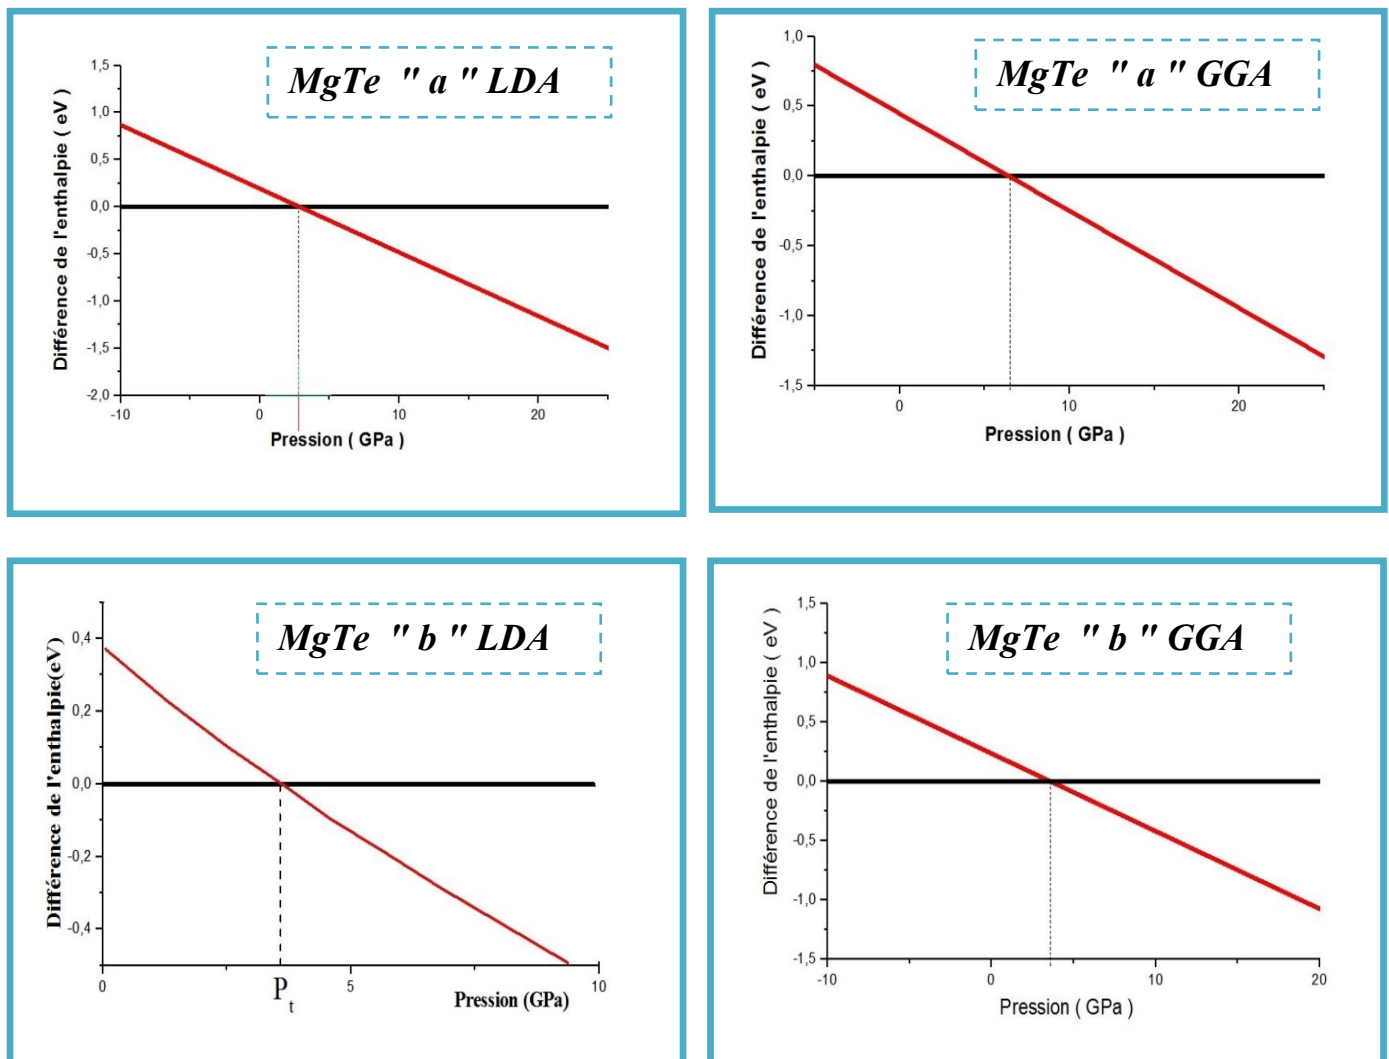 MgTe " a " LDA
Différence de l'enthalpie ( eV )
1,5
1,0
0,5
0,0
-0,5
-1,0
-1,5
-2,0
-10 0 10 20
Pression ( GPa )
MgTe " a " GGA
Différence de l'enthalpie ( eV )
1,0
0,5
0,0
-0,5
-1,0
-1,5
0 10 20
Pression ( GPa )
MgTe " b " LDA
Différence de l'enthalpie(eV)
0,4
0,2
0,0
-0,2
-0,4
0 Pt 5 10
Pression (GPa)
MgTe " b " GGA
Différence de l'enthalpie ( eV )
1,5
1,0
0,5
0,0
-0,5
-1,0
-1,5
-10 0 10 20
Pression ( GPa )